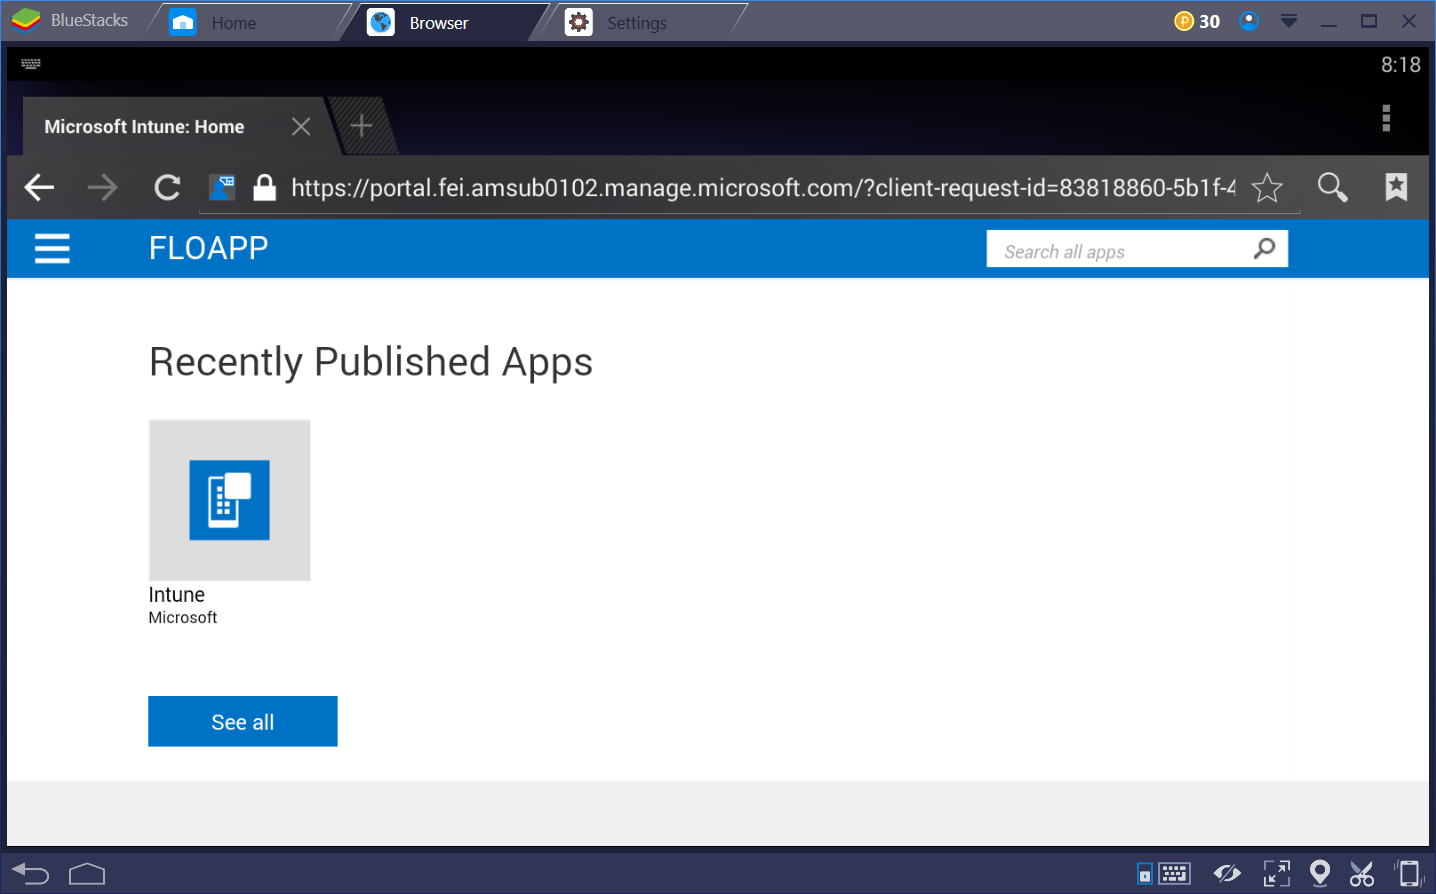 BlueStacks
Home
Browser
Settings
30
8:18
Microsoft Intune: Home
https://portal.fei.amsub0102.manage.microsoft.com/?client-request-id=83818860-5b1f-4
FLOAPP
Search all apps
Recently Published Apps
Intune
Microsoft
See all